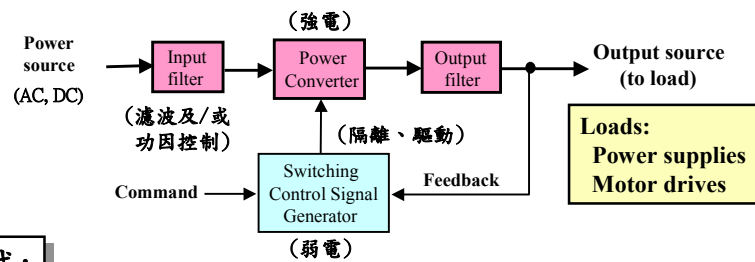 (強電)
Power
source
(AC, DC)
Input
filter
(濾波及/或
功因控制)
Power
Converter
Output
filter
Output source
(to load)
(隔離、驅動)
Loads:
Power supplies
Motor drives
Command
Switching
Control Signal
Generator
Feedback
(弱電)